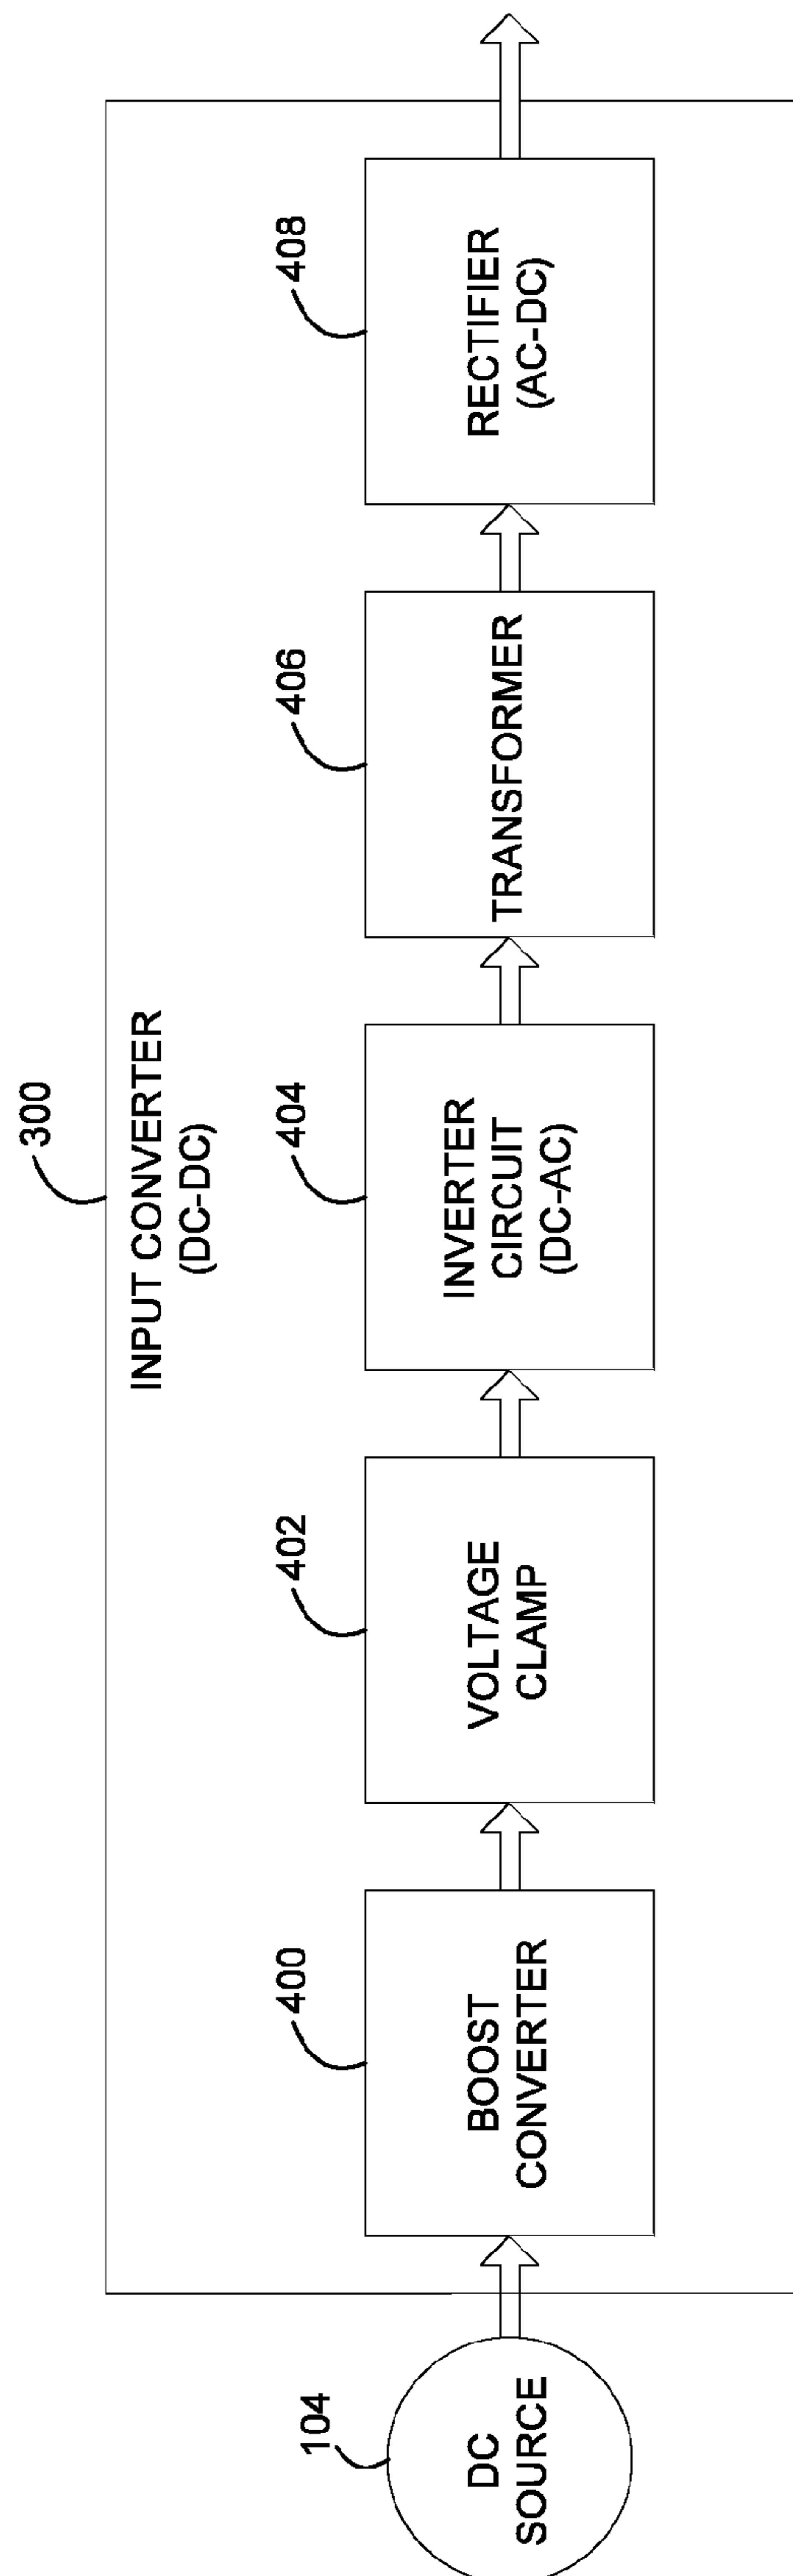 300
INPUT CONVERTER
(DC-DC)
104
DC
SOURCE
400
BOOST
CONVERTER
402
VOLTAGE
CLAMP
404
INVERTER
CIRCUIT
(DC-AC)
406
TRANSFORMER
408
RECTIFIER
(AC-DC)